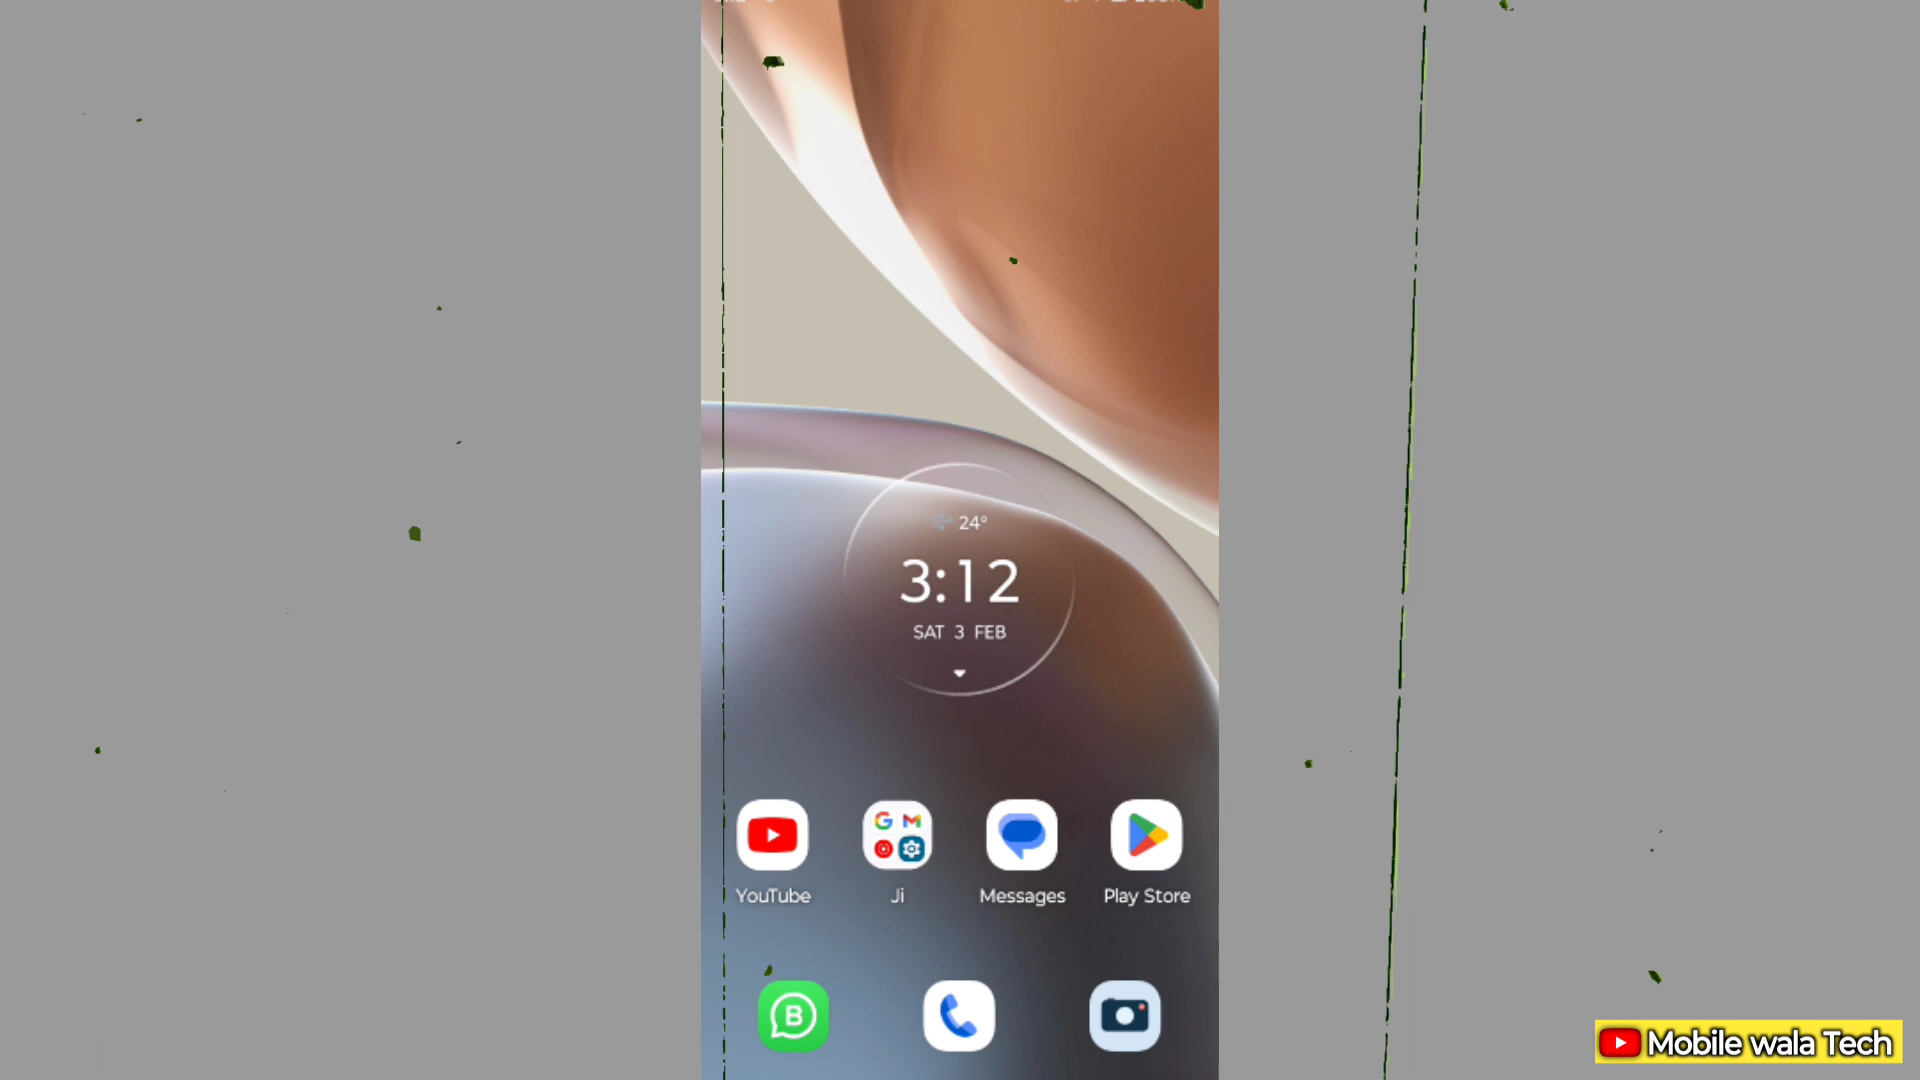 24°
3:12
SAT 3 FEB
YouTube
Ji
Messages
Play Store
B
Mobile wala Tech